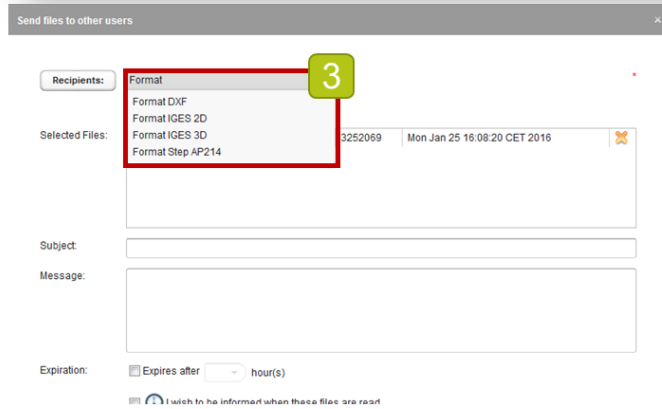 Send files to other users
Recipients:
Format
3
Format DXF
Format IGES 2D
Format IGES 3D
Format Step AP214
*
Selected Files:
3252069
Mon Jan 25 16:08:20 CET 2016
Subject:
Message:
Expiration:
Expires after
hour(s)
I wish to be informed when these files are read